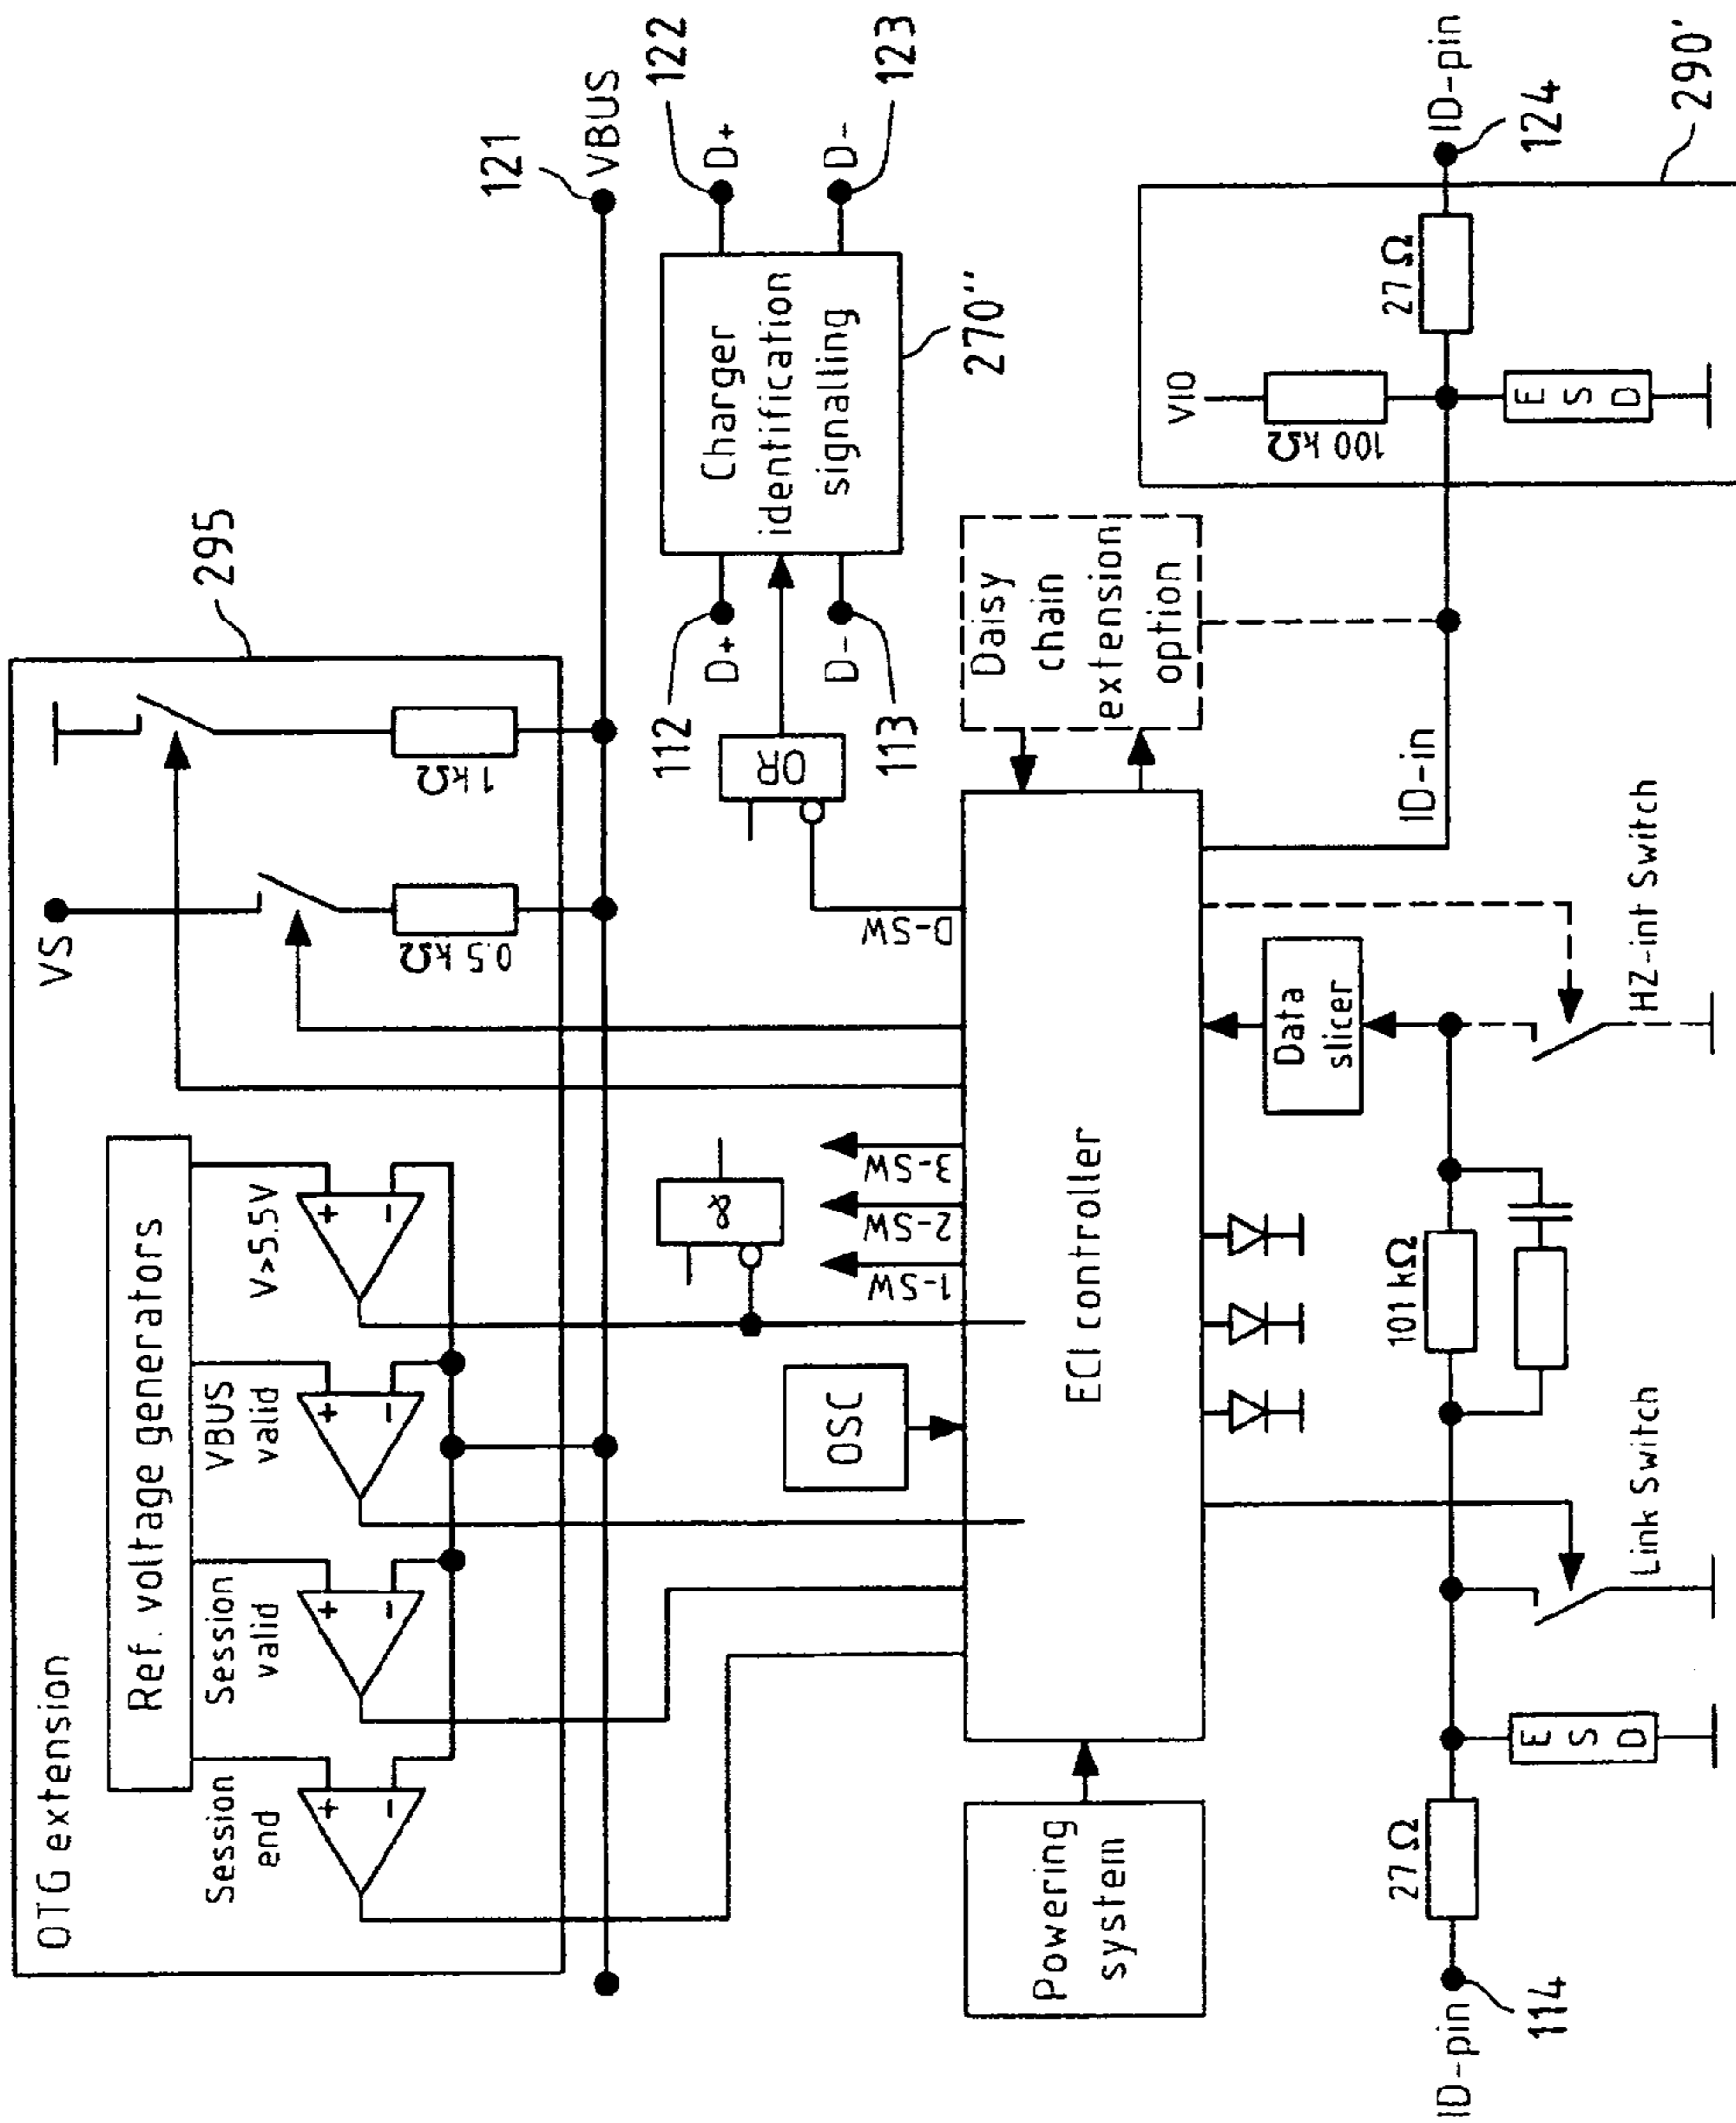 OTG extension
295
Ref. voltage generators
Session
end
Session
valid
VBUS
valid
V>5.5V
+
-
+
-
+
-
+
-
VS
0.5 kΩ
1 kΩ
121
VBUS
&
OR
112
D+
D-
113
Charger
identification
signalling
122
D+
D-
123
270''
OSC
1-SW
2-SW
3-SW
D-SW
Powering
system
ECI controller
Daisy
chain
extension
option
ID-in
VIO
100 kΩ
27 Ω
E
S
D
ID-pin
124
290'
Data
slicer
HZ-int Switch
101 kΩ
Link Switch
E
S
D
27 Ω
ID-pin
114